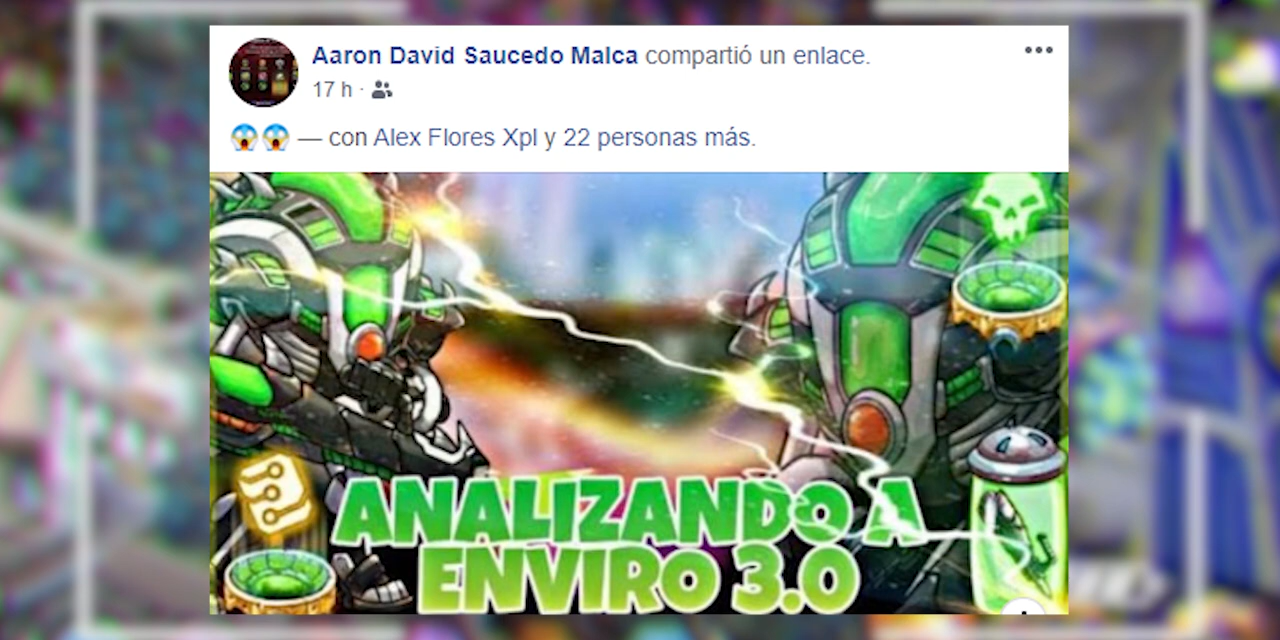 Aaron David Saucedo Malca compartió un enlace.
17 h ·
— con Alex Flores Xpl y 22 personas más.
ANALIZANDO A
ENVIRO 3.0